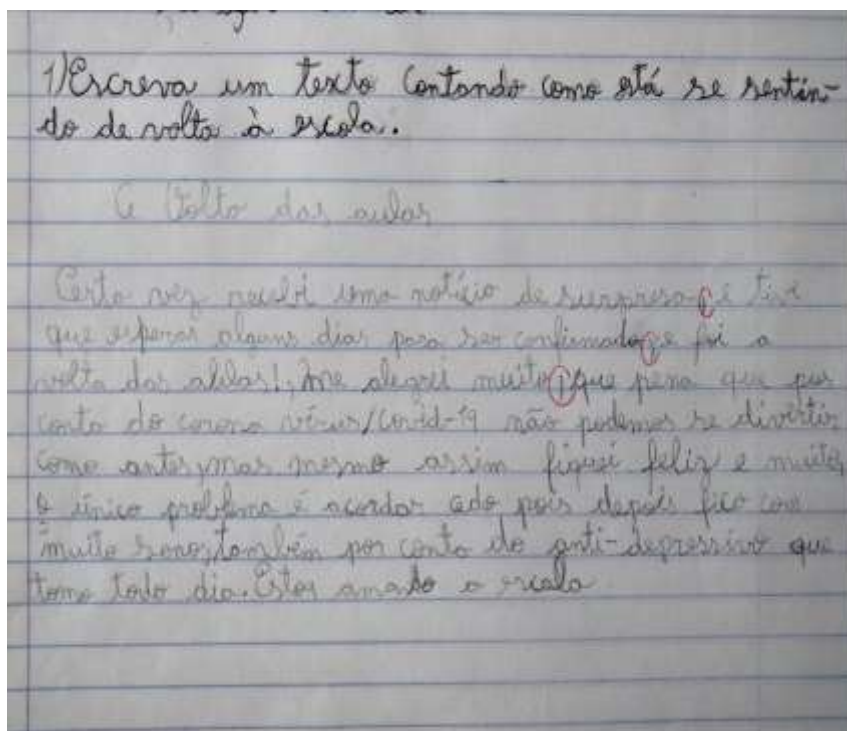 1) Escreva um texto contando como está se sentin-
do de volta à escola.
A Volta das aulas
Certa vez recebi uma notícia de surpresa, e tive
que esperar alguns dias para ser confirmado, e foi a
volta das aulas!, me alegrei muito, que pena que por
conta do corona vírus/Covid-19 não podemos se divertir
como antes, mas mesmo assim fiquei feliz e muito,
o único problema é acordar cedo pois depois fico com
muito sono, também por conta do anti-depressivo que
tomo todo dia. Estou amado a escola